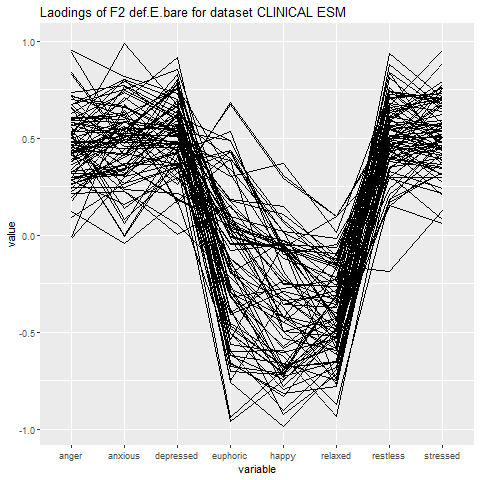 Laodings of F2 def.E.bare for dataset CLINICAL ESM
1.0
0.5
0.0
-0.5
-1.0
value
anger anxious depressed euphoric happy relaxed restless stressed
variable